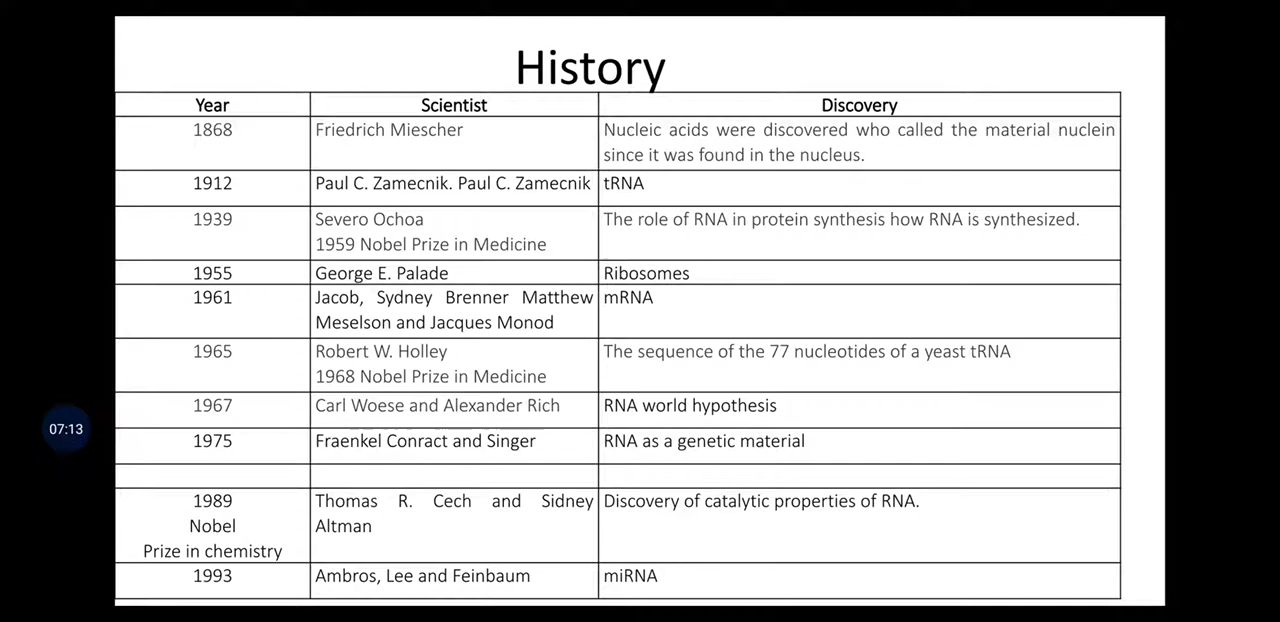 History
Year Scientist Discovery
1868 Friedrich Miescher Nucleic acids were discovered who called the material nuclein
since it was found in the nucleus.
1912 Paul C. Zamecnik. Paul C. Zamecnik tRNA
1939 Severo Ochoa The role of RNA in protein synthesis how RNA is synthesized.
1959 Nobel Prize in Medicine
1955 George E. Palade Ribosomes
1961 Jacob, Sydney Brenner Matthew mRNA
Meselson and Jacques Monod
1965 Robert W. Holley The sequence of the 77 nucleotides of a yeast tRNA
1968 Nobel Prize in Medicine
1967 Carl Woese and Alexander Rich RNA world hypothesis
07:13
1975 Fraenkel Conract and Singer RNA as a genetic material
1989 Thomas R. Cech and Sidney Discovery of catalytic properties of RNA.
Nobel Altman
Prize in chemistry
1993 Ambros, Lee and Feinbaum miRNA